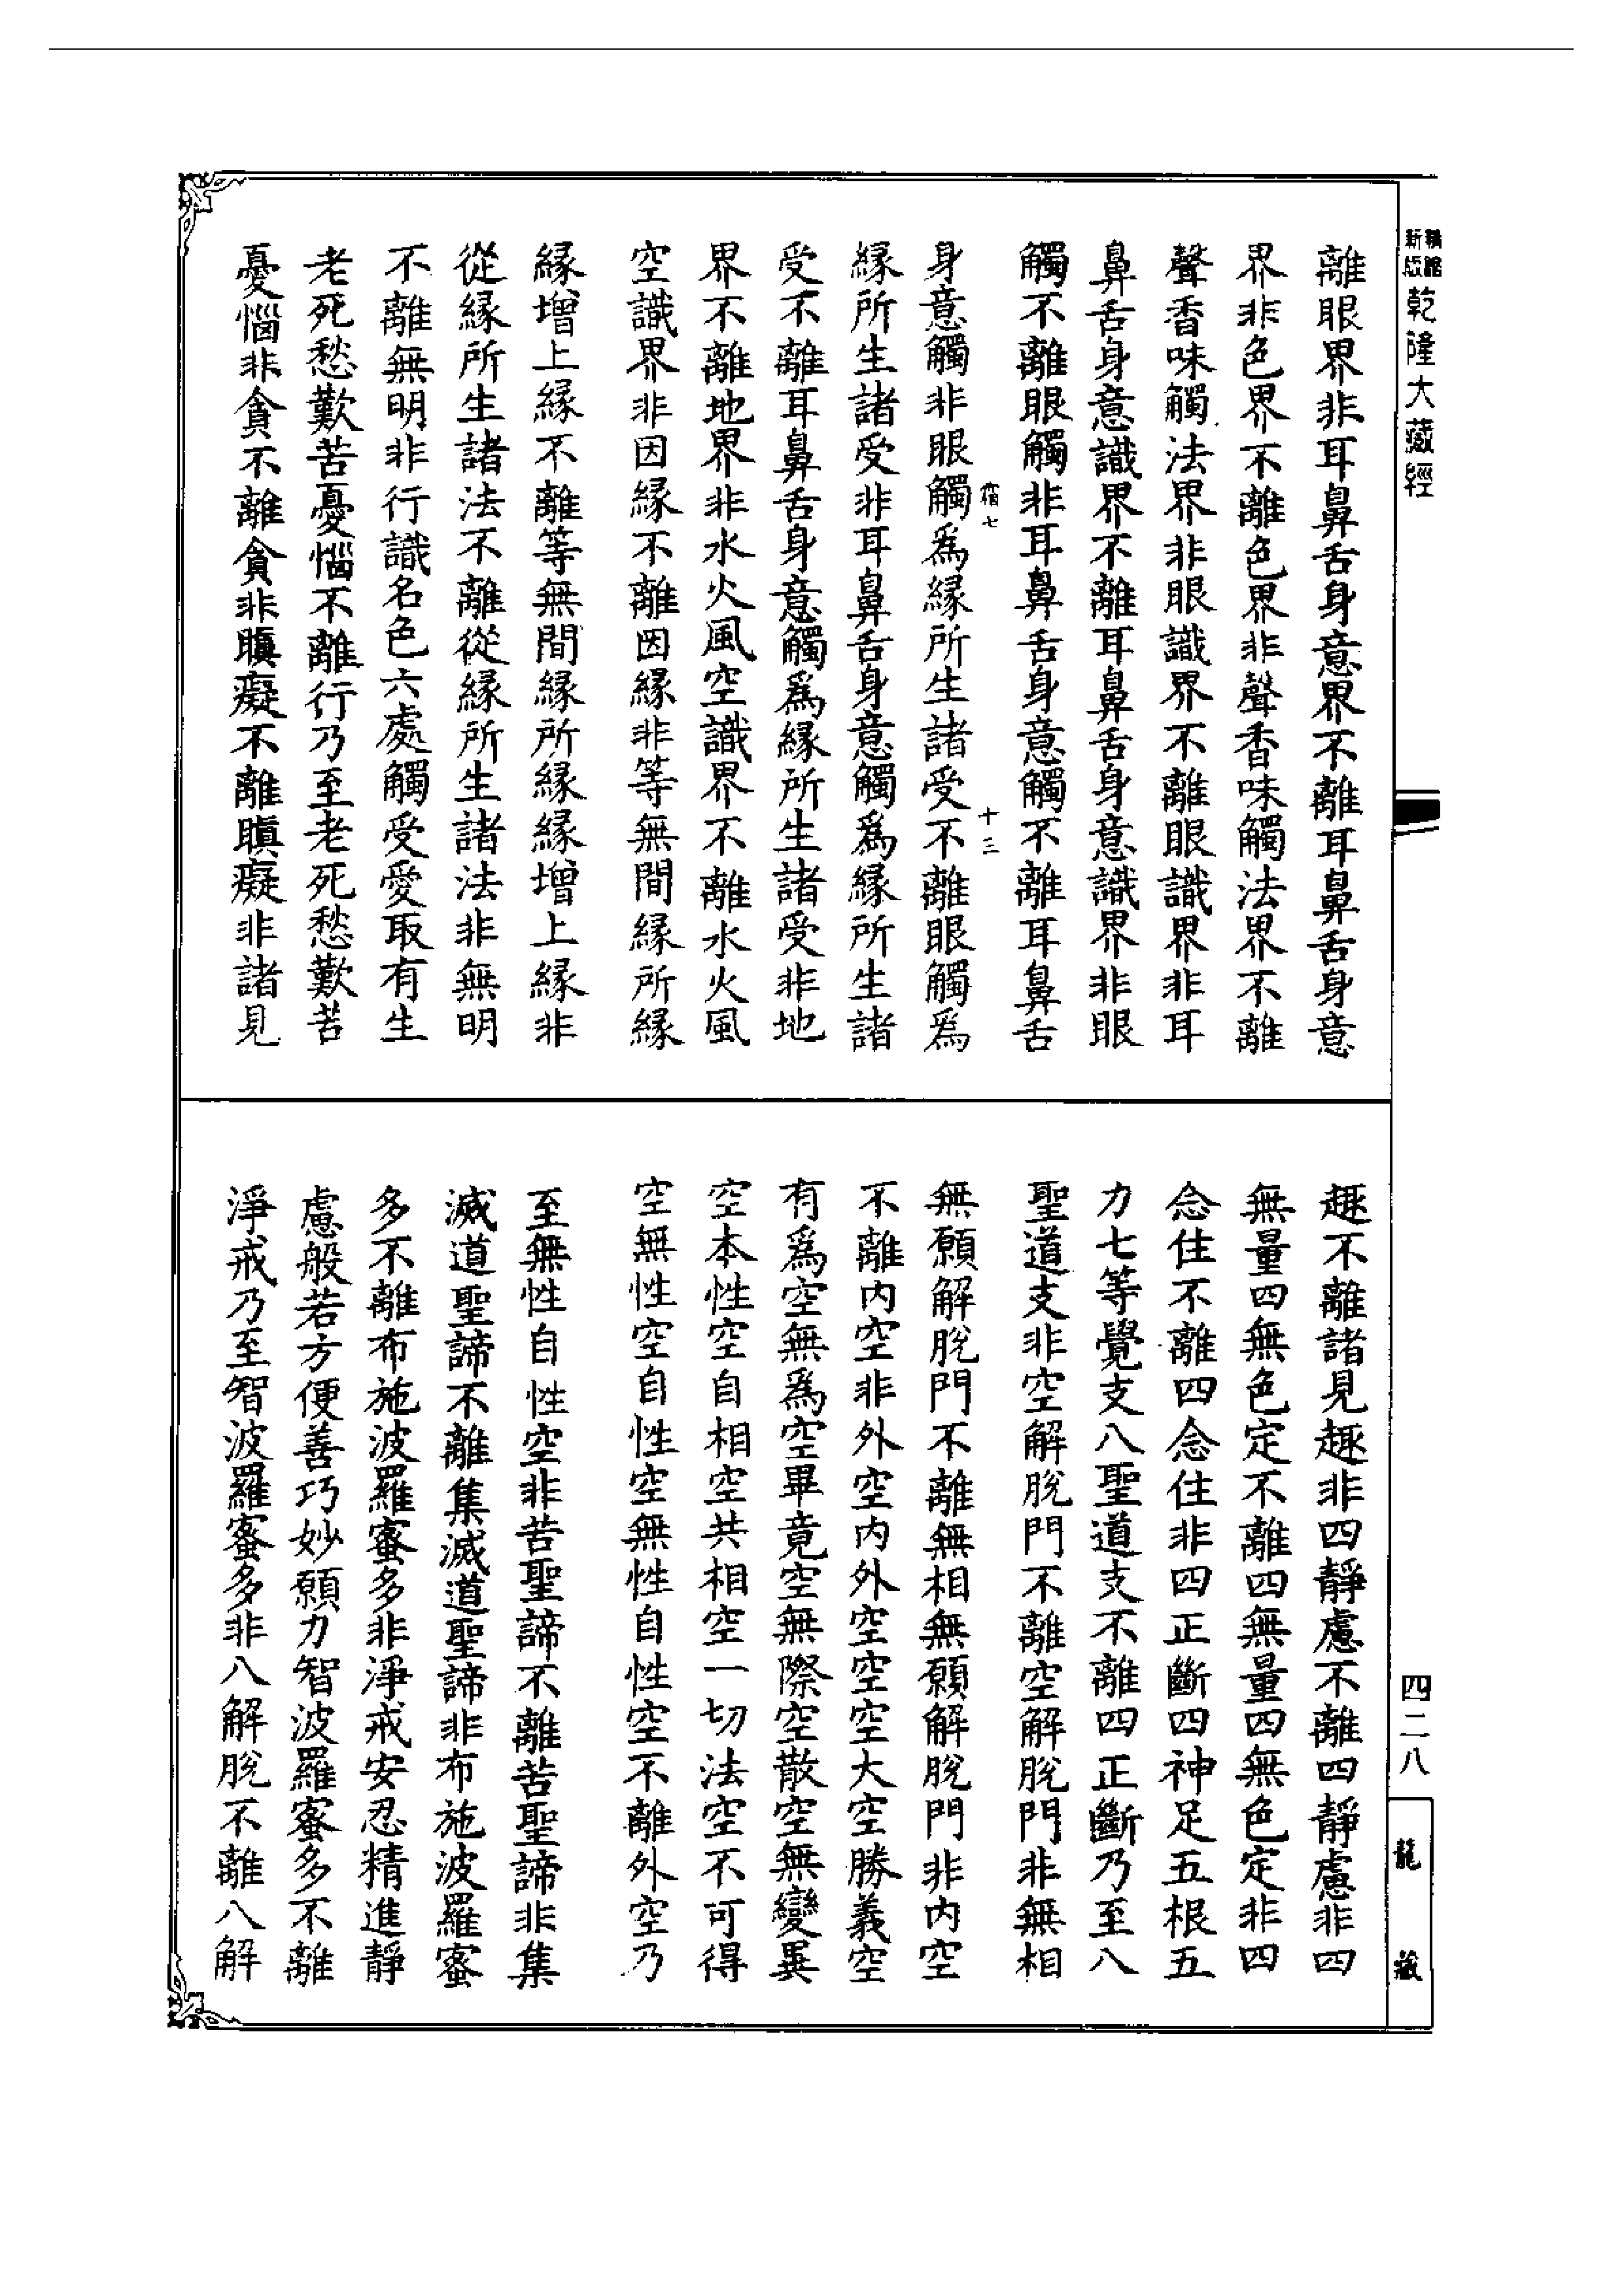 精館
新版
乾隆大藏經
離眼界非耳鼻舌身意界不離耳鼻舌身意
界非色界不離色界非聲香味觸法界不離
聲香味觸法界非眼識界不離眼識界非耳
鼻舌身意識界不離耳鼻舌身意識界非眼
觸不離眼觸非耳鼻舌身意觸不離耳鼻舌
宿七
十三
身意觸非眼觸為緣所生諸受不離眼觸為
緣所生諸受非耳鼻舌身意觸為緣所生諸
受不離耳鼻舌身意觸為緣所生諸受非地
界不離地界非水火風空識界不離水火風
空識界非因緣不離因緣非等無間緣所緣
緣增上緣不離等無間緣所緣緣增上緣非
從緣所生諸法不離從緣所生諸法非無明
不離無明非行識名色六處觸受愛取有生
老死愁歎苦憂惱不離行乃至老死愁歎苦
憂惱非貪不離貪非瞋癡不離瞋癡非諸見
趣不離諸見趣非四靜慮不離四靜慮非四
無量四無色定不離四無量四無色定非四
念住不離四念住非四正斷四神足五根五
力七等覺支八聖道支不離四正斷乃至八
聖道支非空解脫門不離空解脫門非無相
無願解脫門不離無相無願解脫門非內空
不離內空非外空內外空空空大空勝義空
有為空無為空畢竟空無際空散空無變異
空本性空自相空共相空一切法空不可得
空無性空自性空無性自性空不離外空乃
至無性自性空非苦聖諦不離苦聖諦非集
滅道聖諦不離集滅道聖諦非布施波羅蜜
多不離布施波羅蜜多非淨戒安忍精進靜
慮般若方便善巧妙願力智波羅蜜多不離
淨戒乃至智波羅蜜多非八解脫不離八解
四二八
龍藏